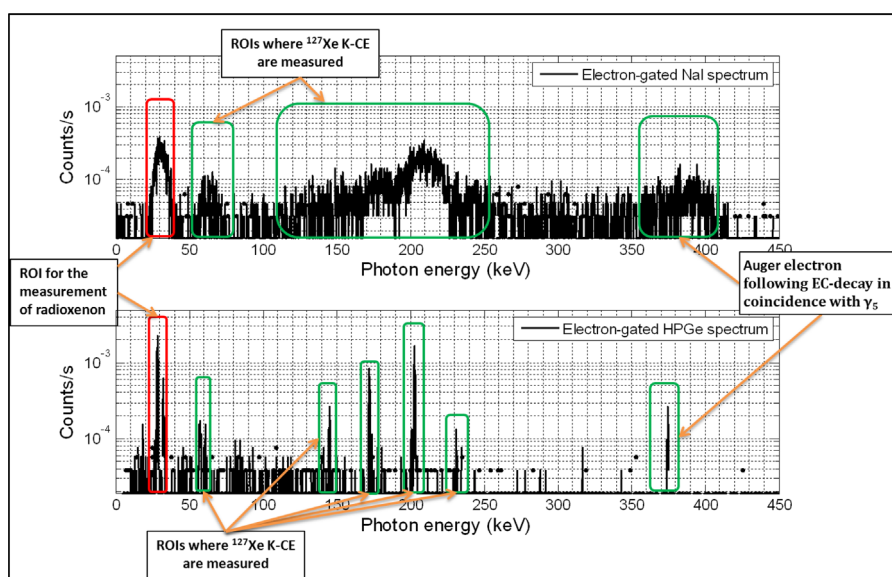 ROIs where ¹²⁷Xe K-CE
are measured
Electron-gated NaI spectrum
10⁻³
10⁻⁴
Counts/s
0 50 100 150 200 250 300 350 400 450
Photon energy (keV)
ROI for the
measurement
of radioxenon
Auger electron
following EC-decay in
coincidence with γ₅
Electron-gated HPGe spectrum
10⁻³
10⁻⁴
Counts/s
0 50 100 150 200 250 300 350 400 450
Photon energy (keV)
ROIs where ¹²⁷Xe K-CE
are measured